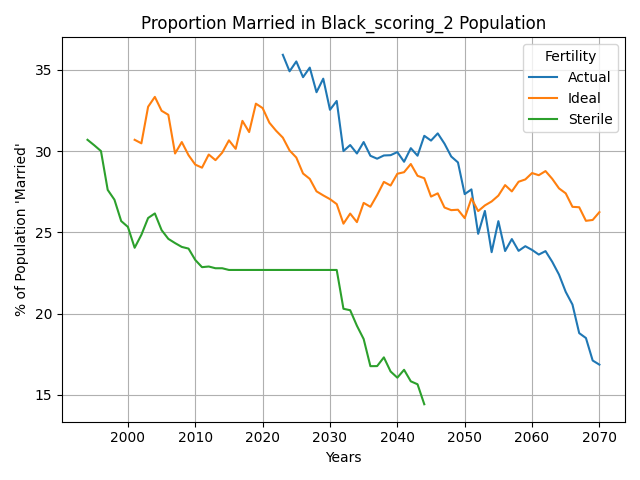 Proportion Married in Black_scoring_2 Population
% of Population 'Married'
35
30
25
20
15
Fertility
Actual
Ideal
Sterile
2000 2010 2020 2030 2040 2050 2060 2070
Years